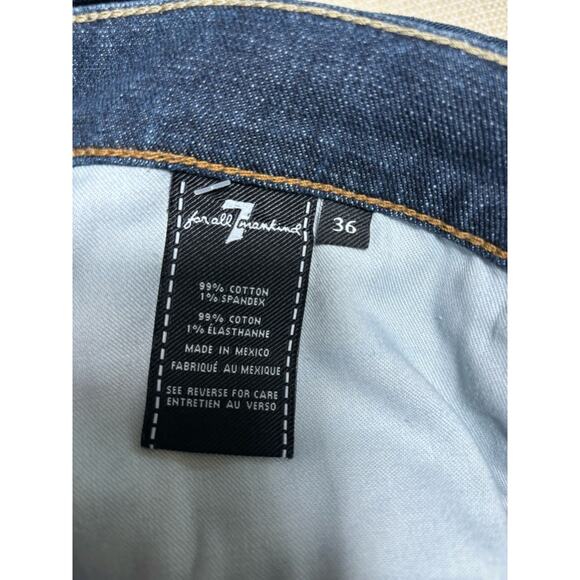 7
for all mankind
36
99% COTTON
1% SPANDEX
99% COTON
1% ÉLASTHANNE
MADE IN MEXICO
FABRIQUÉ AU MEXIQUE
SEE REVERSE FOR CARE
ENTRETIEN AU VERSO